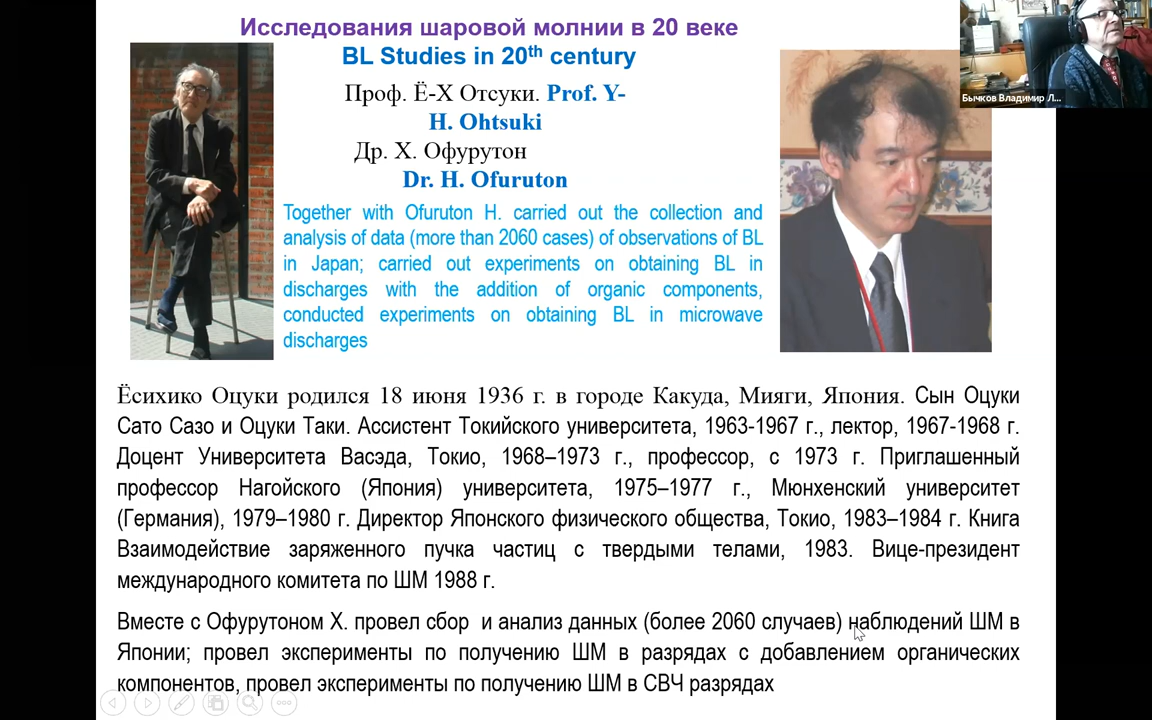 Исследования шаровой молнии в 20 веке
BL Studies in 20th century
Проф. Ё-Х Отсуки. Prof. Y-
H. Ohtsuki
Др. Х. Офурутон
Dr. H. Ofuruton
Together with Ofuruton H. carried out the collection and
analysis of data (more than 2060 cases) of observations of BL
in Japan; carried out experiments on obtaining BL in
discharges with the addition of organic components,
conducted experiments on obtaining BL in microwave
discharges
Бычков Владимир Л...
Ёсихико Оцуки родился 18 июня 1936 г. в городе Какуда, Мияги, Япония. Сын Оцуки
Сато Сазо и Оцуки Таки. Ассистент Токийского университета, 1963-1967 г., лектор, 1967-1968 г.
Доцент Университета Васэда, Токио, 1968–1973 г., профессор, с 1973 г. Приглашенный
профессор Нагойского (Япония) университета, 1975–1977 г., Мюнхенский университет
(Германия), 1979–1980 г. Директор Японского физического общества, Токио, 1983–1984 г. Книга
Взаимодействие заряженного пучка частиц с твердыми телами, 1983. Вице-президент
международного комитета по ШМ 1988 г.
Вместе с Офурутоном Х. провел сбор и анализ данных (более 2060 случаев) наблюдений ШМ в
Японии; провел эксперименты по получению ШМ в разрядах с добавлением органических
компонентов, провел эксперименты по получению ШМ в СВЧ разрядах